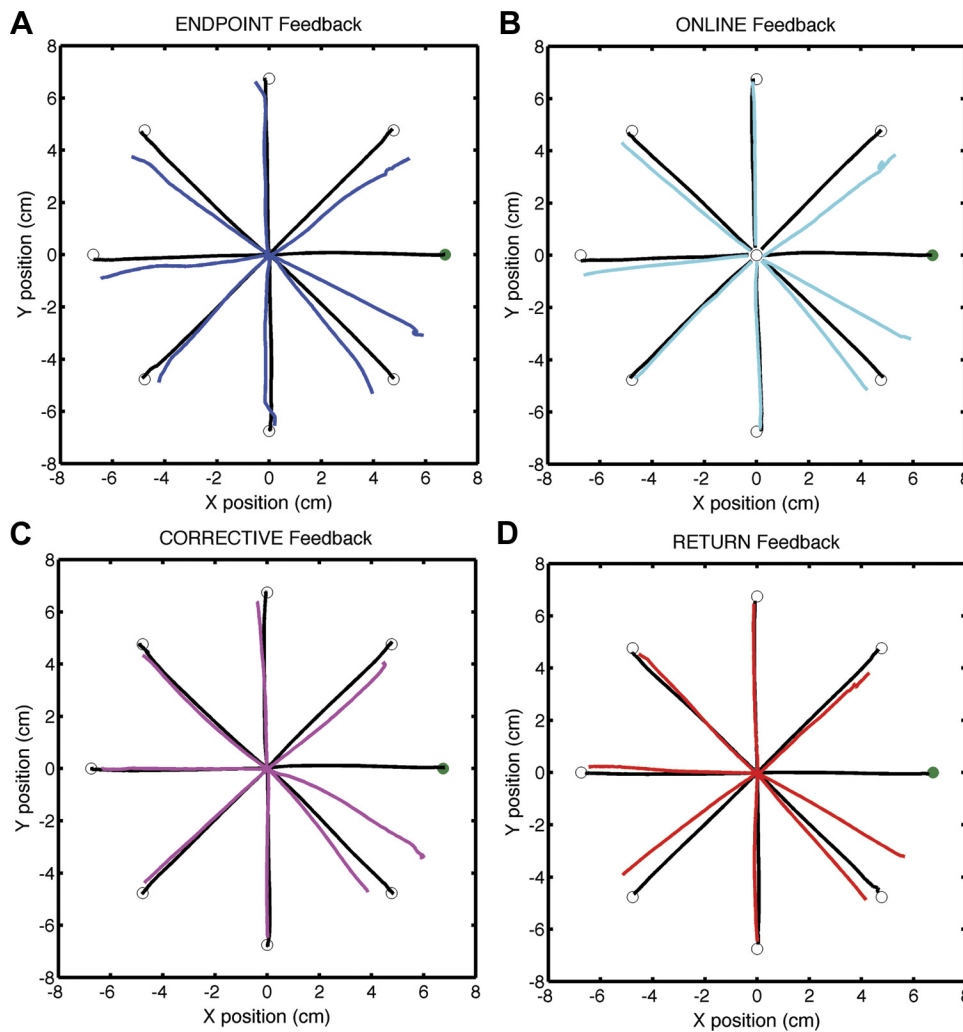 A
ENDPOINT Feedback
8
6
4
2
0
-2
-4
-6
-8
Y position (cm)
-8 -6 -4 -2 0 2 4 6 8
X position (cm)
B
ONLINE Feedback
8
6
4
2
0
-2
-4
-6
-8
Y position (cm)
-8 -6 -4 -2 0 2 4 6 8
X position (cm)
C
CORRECTIVE Feedback
8
6
4
2
0
-2
-4
-6
-8
Y position (cm)
-8 -6 -4 -2 0 2 4 6 8
X position (cm)
D
RETURN Feedback
8
6
4
2
0
-2
-4
-6
-8
Y position (cm)
-8 -6 -4 -2 0 2 4 6 8
X position (cm)